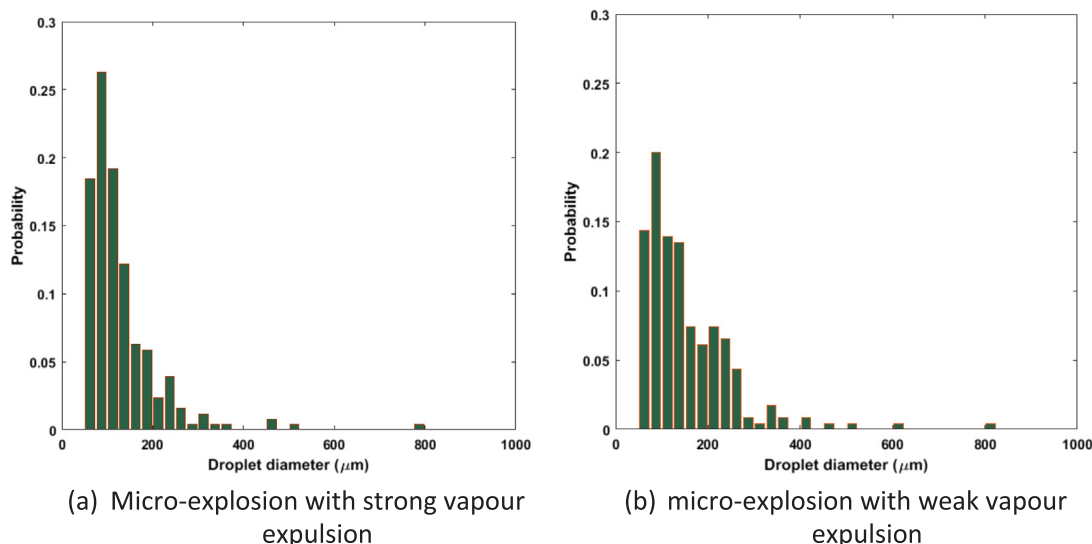 0.3
0.25
0.2
0.15
0.1
0.05
0
Probability
0 200 400 600 800 1000
Droplet diameter (μm)
(a) Micro-explosion with strong vapour
expulsion
0.3
0.25
0.2
0.15
0.1
0.05
0
Probability
0 200 400 600 800 1000
Droplet diameter (μm)
(b) micro-explosion with weak vapour
expulsion